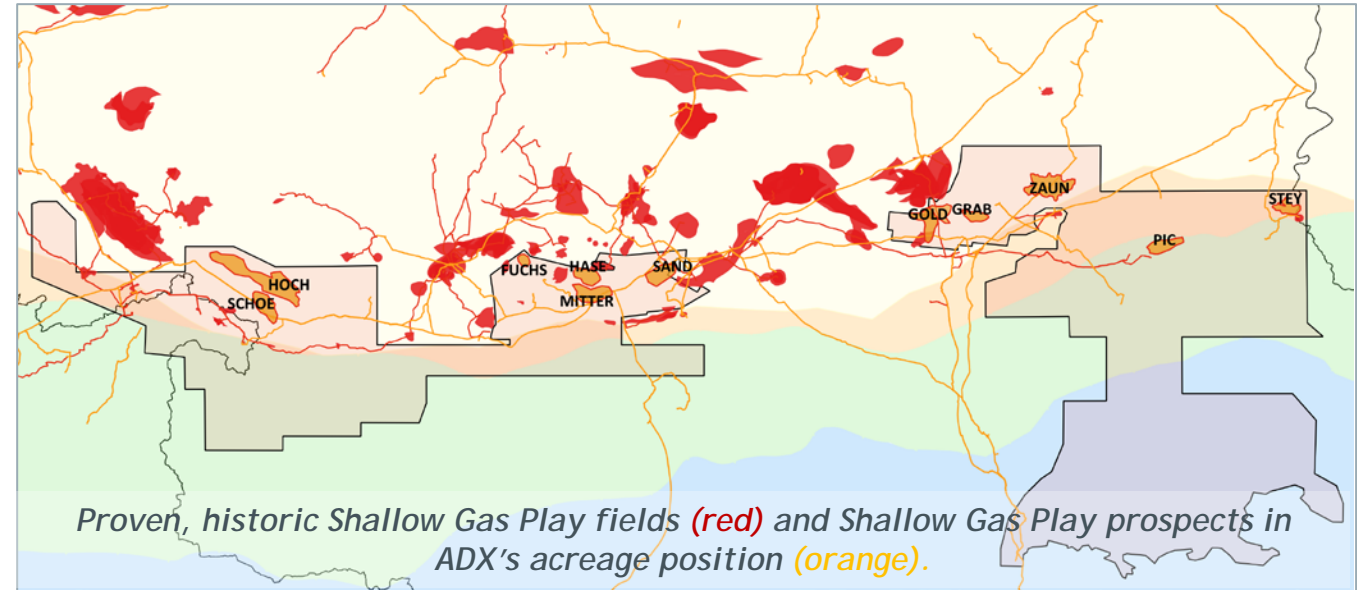 ZAUN
STEY
GOLD GRAB
PIC
FUCHS HASE SAND
HOCH
MITTER
SCHOE
Proven, historic Shallow Gas Play fields (red) and Shallow Gas Play prospects in
ADX's acreage position (orange).